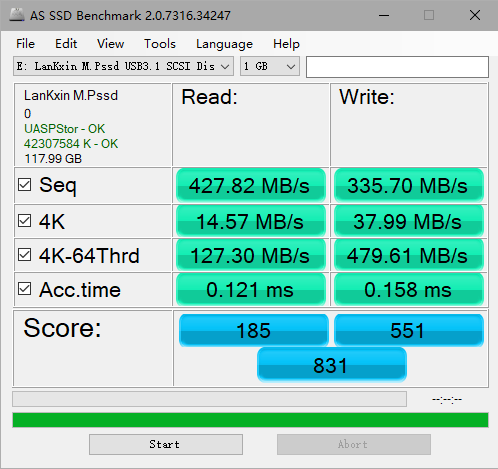 AS SSD Benchmark 2.0.7316.34247
File Edit View Tools Language Help
E: LanKxin M.Pssd USB3.1 SCSI Dis 1 GB
LanKxin M.Pssd
0
UASPStor - OK
42307584 K - OK
117.99 GB
Read: Write:
Seq 427.82 MB/s 335.70 MB/s
4K 14.57 MB/s 37.99 MB/s
4K-64Thrd 127.30 MB/s 479.61 MB/s
Acc.time 0.121 ms 0.158 ms
Score: 185 551
831
--:--:--
Start Abort